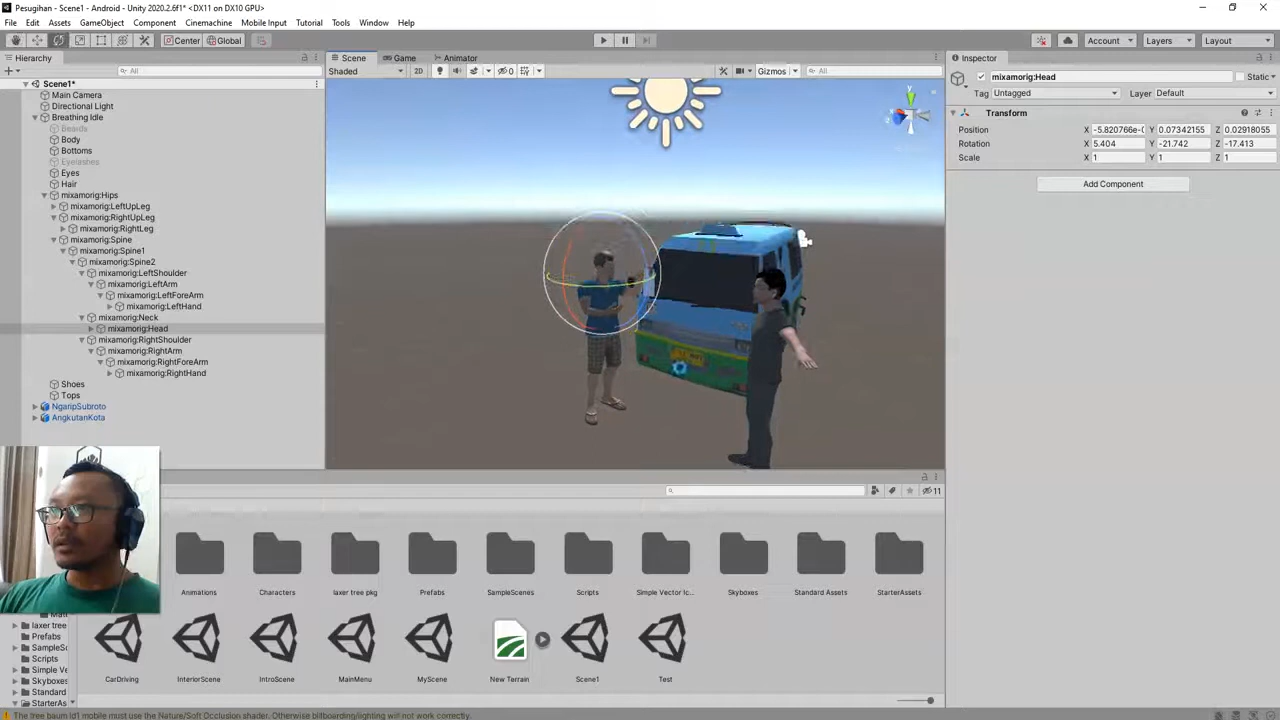 Pesugihan - Scene1 - Android - Unity 2020.2.6f1* <DX11 on DX10 GPU>
File Edit Assets GameObject Component Cinemachine Mobile Input Tutorial Tools Window Help
Center Global Account Layers Layout
Hierarchy Scene Game Animator Inspector
All Shaded 2D 0 Gizmos All mixamorig:Head Static
Tag Untagged Layer Default
Scene1*
Main Camera
Directional Light
Breathing Idle
Beards
Body
Bottoms
Eyelashes
Eyes
Hair
mixamorig:Hips
mixamorig:LeftUpLeg
mixamorig:RightUpLeg
mixamorig:RightLeg
mixamorig:Spine
mixamorig:Spine1
mixamorig:Spine2
mixamorig:LeftShoulder
mixamorig:LeftArm
mixamorig:LeftForeArm
mixamorig:LeftHand
mixamorig:Neck
mixamorig:Head
mixamorig:RightShoulder
mixamorig:RightArm
mixamorig:RightForeArm
mixamorig:RightHand
Shoes
Tops
NgaripSubroto
AngkutanKota
Transform
Position X -5.820766e-( Y 0.07342155 Z 0.02918055
Rotation X 5.404 Y -21.742 Z -17.413
Scale X 1 Y 1 Z 1
Add Component
11
Animations Characters laxer tree pkg Prefabs SampleScenes Scripts Simple Vector Ic... Skyboxes Standard Assets StarterAssets
CarDriving InteriorScene IntroScene MainMenu MyScene New Terrain Scene1 Test
laxer tree
Prefabs
SampleSc
Scripts
Simple Ve
Skyboxes
Standard
StarterAs
The tree baum ld1 mobile must use the Nature/Soft Occlusion shader. Otherwise billboarding/lighting will not work correctly.